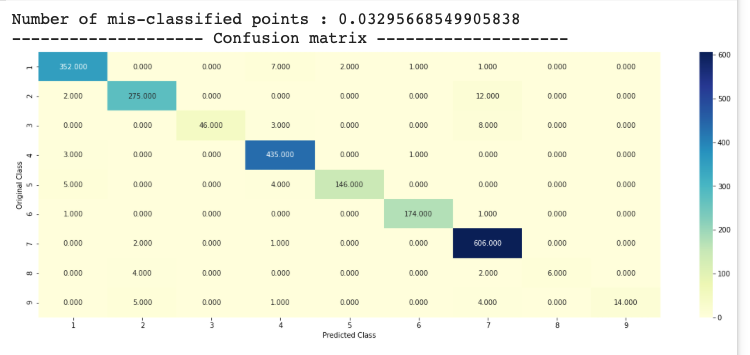 Number of mis-classified points : 0.03295668549905838
-------------------- Confusion matrix --------------------
1 352.000 0.000 0.000 7.000 2.000 1.000 1.000 0.000 0.000
2 2.000 275.000 0.000 0.000 0.000 0.000 12.000 0.000 0.000
3 0.000 0.000 46.000 3.000 0.000 0.000 8.000 0.000 0.000
4 3.000 0.000 0.000 435.000 0.000 1.000 0.000 0.000 0.000
5 5.000 0.000 0.000 4.000 146.000 0.000 0.000 0.000 0.000
6 1.000 0.000 0.000 0.000 0.000 174.000 1.000 0.000 0.000
7 0.000 2.000 0.000 1.000 0.000 0.000 606.000 0.000 0.000
8 0.000 4.000 0.000 0.000 0.000 0.000 2.000 6.000 0.000
9 0.000 5.000 0.000 1.000 0.000 0.000 4.000 0.000 14.000
1 2 3 4 5 6 7 8 9
Predicted Class
Original Class
600
500
400
300
200
100
0